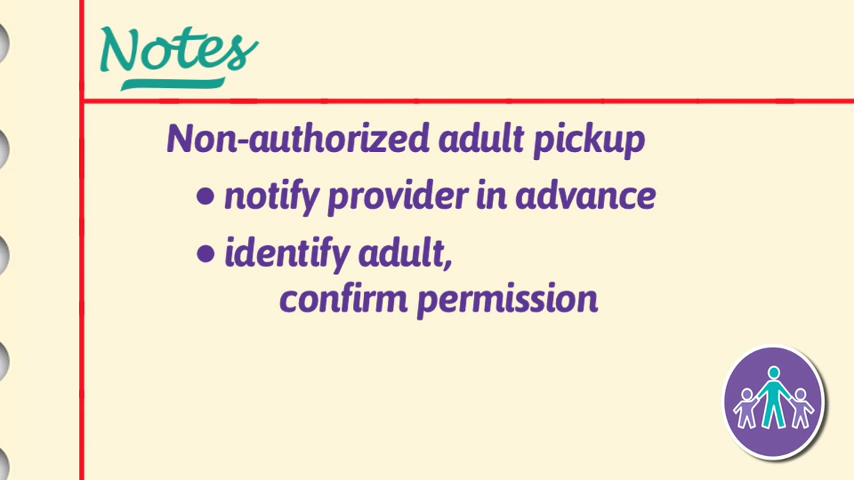 Notes
Non-authorized adult pickup
• notify provider in advance
• identify adult,
confirm permission